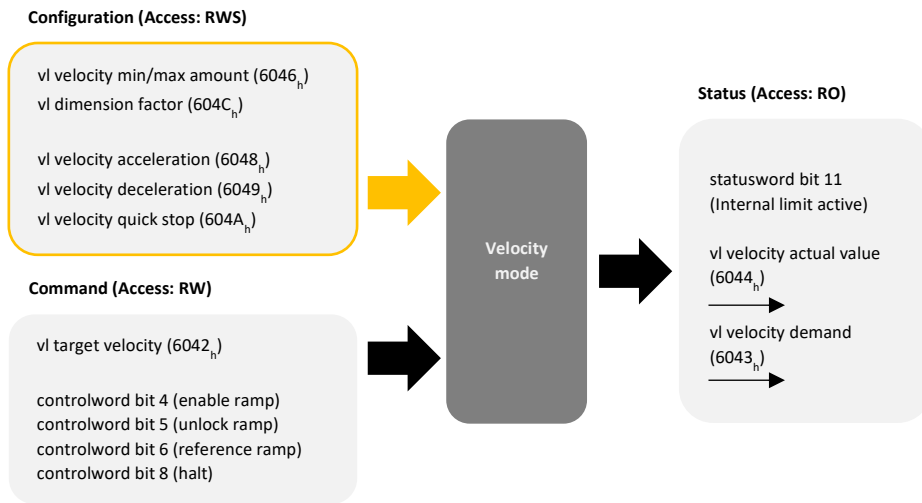 Configuration (Access: RWS)
vl velocity min/max amount (6046h)
vl dimension factor (604Ch)
vl velocity acceleration (6048h)
vl velocity deceleration (6049h)
vl velocity quick stop (604Ah)
Command (Access: RW)
vl target velocity (6042h)
controlword bit 4 (enable ramp)
controlword bit 5 (unlock ramp)
controlword bit 6 (reference ramp)
controlword bit 8 (halt)
Velocity
mode
Status (Access: RO)
statusword bit 11
(Internal limit active)
vl velocity actual value
(6044h)
vl velocity demand
(6043h)